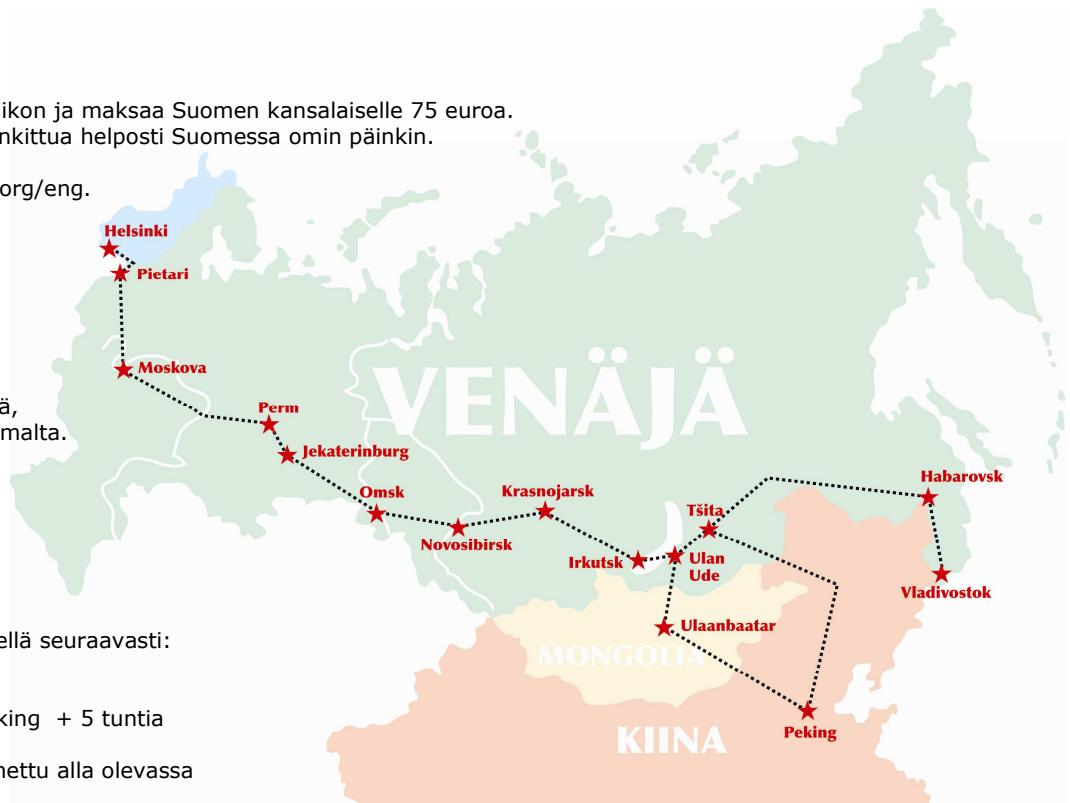 ikon ja maksaa Suomen kansalaiselle 75 euroa.
nkittua helposti Suomessa omin päinkin.
org/eng.
Helsinki
Pietari
Moskova
VENÄJÄ
ä,
malta.
Perm
Jekaterinburg
Omsk
Novosibirsk
Krasnojarsk
Irkutsk
Ulan
Ude
Tšita
Habarovsk
Vladivostok
Ulaanbaatar
MONGOLIA
ellä seuraavasti:
Peking
KIINA
king + 5 tuntia
nettu alla olevassa